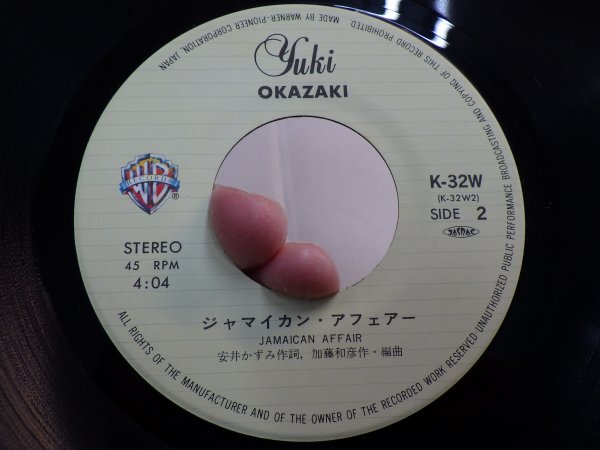 Yuki
OKAZAKI
WB
RECORDS
®
K-32W
(K-32W2)
SIDE 2
JASRAC
STEREO
45 RPM
4:04
ジャマイカン・アフェアー
JAMAICAN AFFAIR
安井かずみ作詞、加藤和彦作・編曲
ALL RIGHTS OF THE MANUFACTURER AND OF THE OWNER OF THE RECORDED WORK RESERVED・UNAUTHORIZED PUBLIC PERFORMANCE BROADCASTING AND COPYING OF THIS RECORD PROHIBITED
MADE BY WARNER-PIONEER CORPORATION, JAPAN